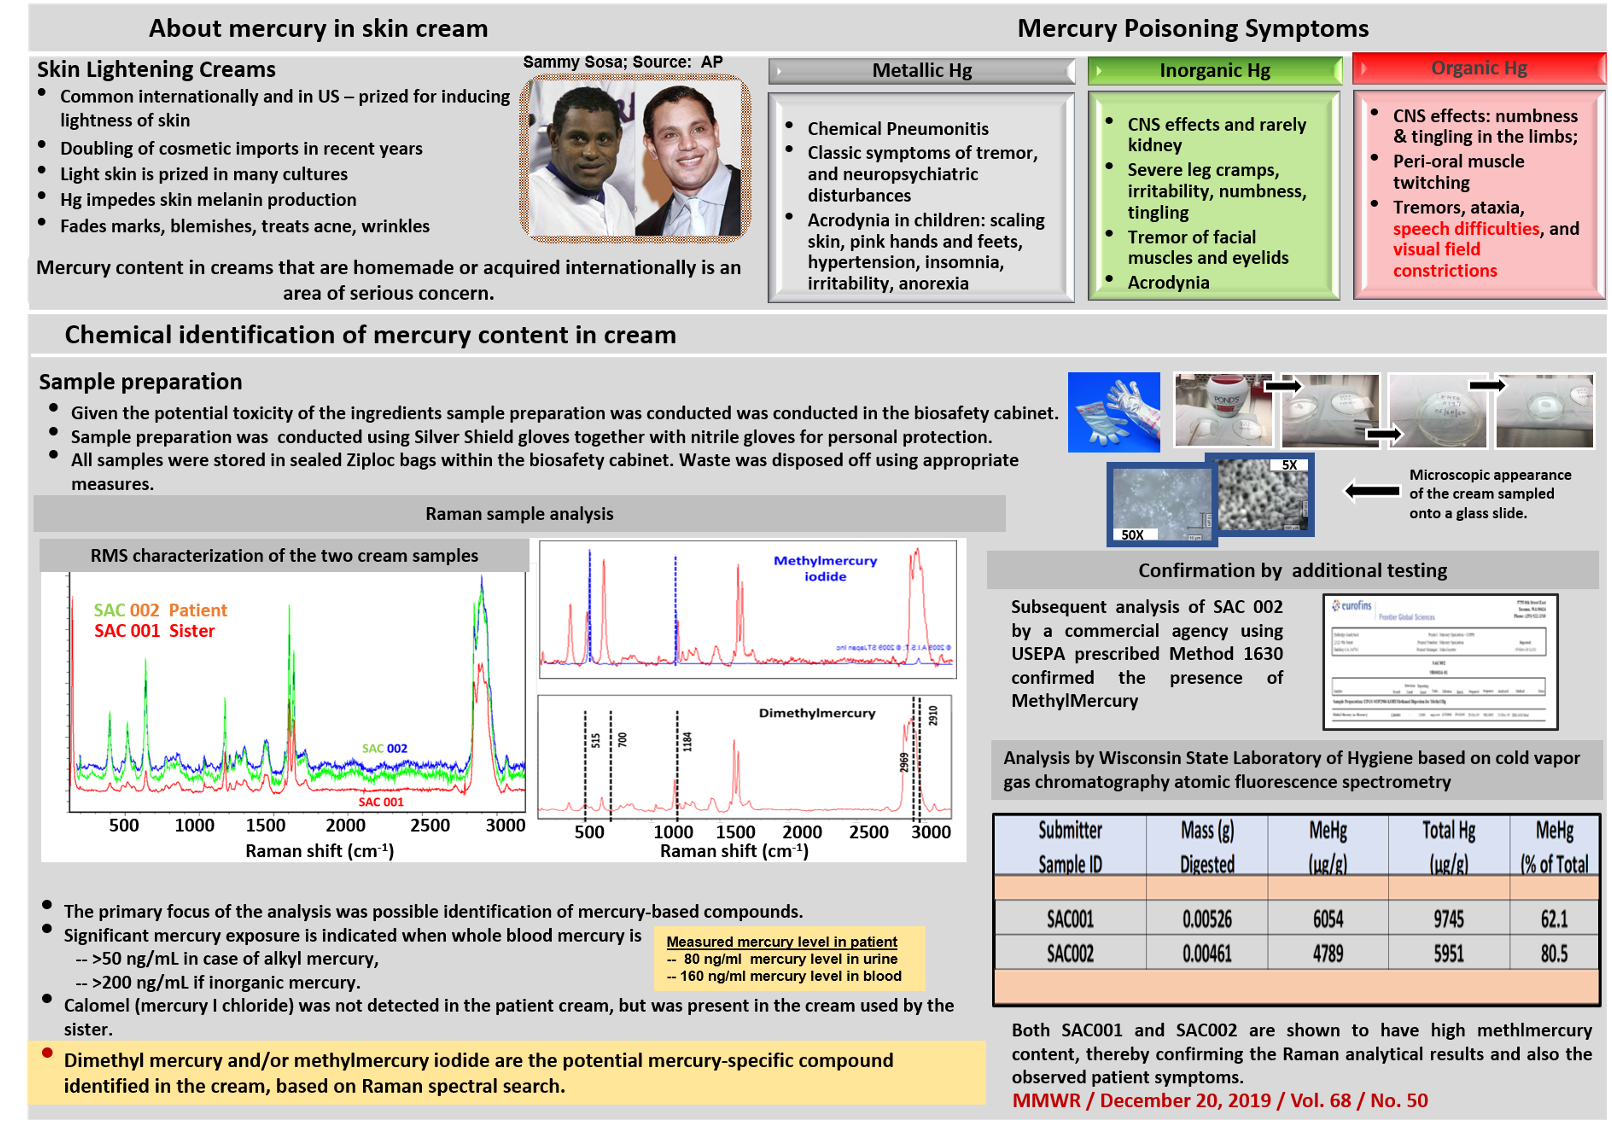 About mercury in skin cream
Mercury Poisoning Symptoms
Skin Lightening Creams
• Common internationally and in US – prized for inducing
lightness of skin
• Doubling of cosmetic imports in recent years
• Light skin is prized in many cultures
• Hg impedes skin melanin production
• Fades marks, blemishes, treats acne, wrinkles
Sammy Sosa; Source: AP
Mercury content in creams that are homemade or acquired internationally is an
area of serious concern.
Metallic Hg
• Chemical Pneumonitis
• Classic symptoms of tremor,
and neuropsychiatric
disturbances
• Acrodynia in children: scaling
skin, pink hands and feets,
hypertension, insomnia,
irritability, anorexia
Inorganic Hg
• CNS effects and rarely
kidney
• Severe leg cramps,
irritability, numbness,
tingling
• Tremor of facial
muscles and eyelids
• Acrodynia
Organic Hg
• CNS effects: numbness
& tingling in the limbs;
• Peri-oral muscle
twitching
• Tremors, ataxia,
speech difficulties, and
visual field
constrictions
Chemical identification of mercury content in cream
Sample preparation
• Given the potential toxicity of the ingredients sample preparation was conducted was conducted in the biosafety cabinet.
• Sample preparation was conducted using Silver Shield gloves together with nitrile gloves for personal protection.
• All samples were stored in sealed Ziploc bags within the biosafety cabinet. Waste was disposed off using appropriate
measures.
PONDS
5X
50X
Microscopic appearance
of the cream sampled
onto a glass slide.
Raman sample analysis
RMS characterization of the two cream samples
SAC 002 Patient
SAC 001 Sister
SAC 002
SAC 001
500 1000 1500 2000 2500 3000
Raman shift (cm-1)
Methylmercury
iodide
© 2009 A.I.S.T, © 2009 STJapan Inc
Dimethylmercury
515
700
1184
2969
2910
500 1000 1500 2000 2500 3000
Raman shift (cm-1)
Confirmation by additional testing
Subsequent analysis of SAC 002
by a commercial agency using
USEPA prescribed Method 1630
confirmed the presence of
MethylMercury
eurofins
Frontier Global Sciences
Analysis by Wisconsin State Laboratory of Hygiene based on cold vapor
gas chromatography atomic fluorescence spectrometry
Submitter Mass (g) MeHg Total Hg MeHg
Sample ID Digested (µg/g) (µg/g) (% of Total
SAC001 0.00526 6054 9745 62.1
SAC002 0.00461 4789 5951 80.5
• The primary focus of the analysis was possible identification of mercury-based compounds.
• Significant mercury exposure is indicated when whole blood mercury is
-- >50 ng/mL in case of alkyl mercury,
-- >200 ng/mL if inorganic mercury.
Measured mercury level in patient
-- 80 ng/ml mercury level in urine
-- 160 ng/ml mercury level in blood
• Calomel (mercury I chloride) was not detected in the patient cream, but was present in the cream used by the
sister.
• Dimethyl mercury and/or methylmercury iodide are the potential mercury-specific compound
identified in the cream, based on Raman spectral search.
Both SAC001 and SAC002 are shown to have high methlmercury
content, thereby confirming the Raman analytical results and also the
observed patient symptoms.
MMWR / December 20, 2019 / Vol. 68 / No. 50